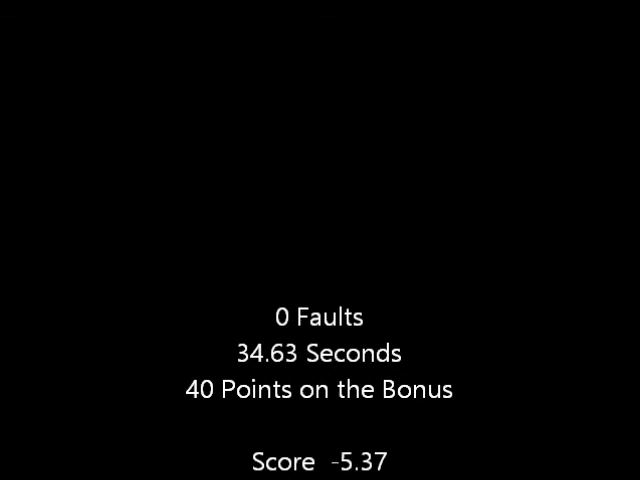 0 Faults
34.63 Seconds
40 Points on the Bonus
Score -5.37